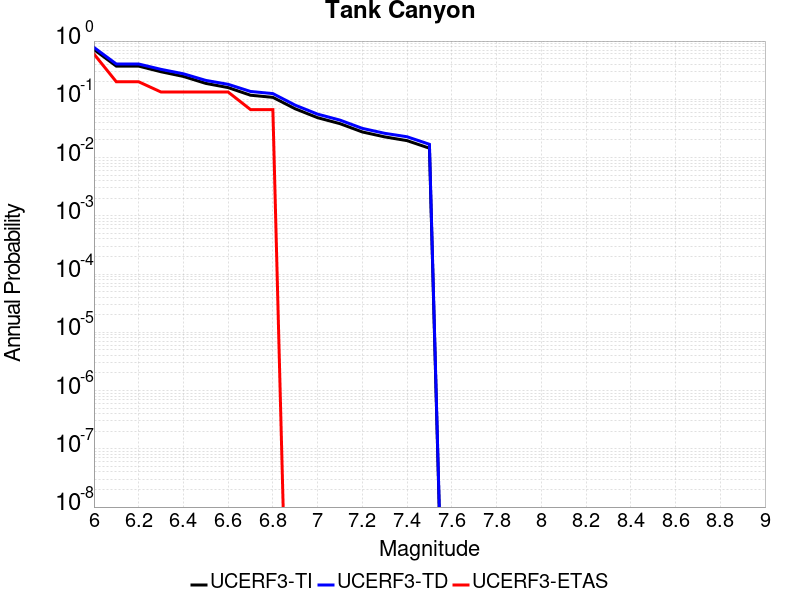 Tank Canyon
10^0
10^-1
10^-2
10^-3
10^-4
10^-5
10^-6
10^-7
10^-8
Annual Probability
6 6.2 6.4 6.6 6.8 7 7.2 7.4 7.6 7.8 8 8.2 8.4 8.6 8.8 9
Magnitude
UCERF3-TI UCERF3-TD UCERF3-ETAS